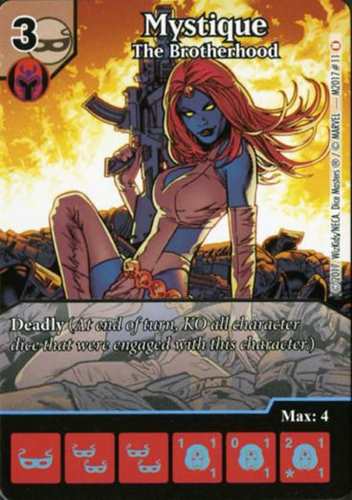 3
Mystique
The Brotherhood
M2017 #11
©2017 WizKids/NECA. Dice Masters ® / © MARVEL
Deadly (At end of turn, KO all character
dice that were engaged with this character.)
Max: 4
1 1 0 1 2 1
1 1 * 1